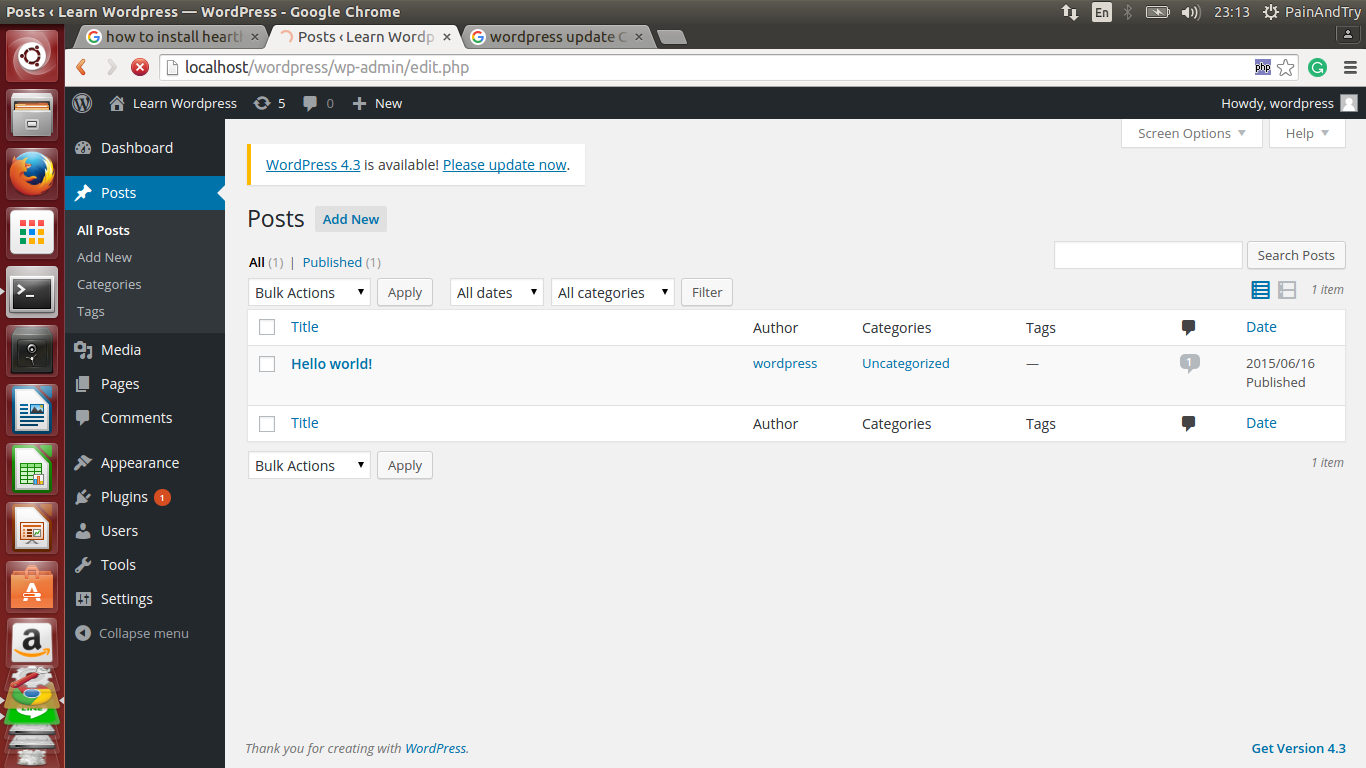 Posts ‹ Learn Wordpress — WordPress - Google Chrome
En
23:13
PainAndTry
how to install heart
Posts ‹ Learn Wordp
wordpress update
localhost/wordpress/wp-admin/edit.php
php
Learn Wordpress
5
0
New
Howdy, wordpress
Screen Options
Help
Dashboard
Posts
All Posts
Add New
Categories
Tags
Media
Pages
Comments
Appearance
Plugins 1
Users
Tools
Settings
Collapse menu
WordPress 4.3 is available! Please update now.
Posts Add New
All (1) | Published (1)
Search Posts
Bulk Actions Apply All dates All categories Filter
1 item
Title Author Categories Tags Date
Hello world! wordpress Uncategorized — 1 2015/06/16
Published
Title Author Categories Tags Date
Bulk Actions Apply
1 item
Thank you for creating with WordPress.
Get Version 4.3
LINE